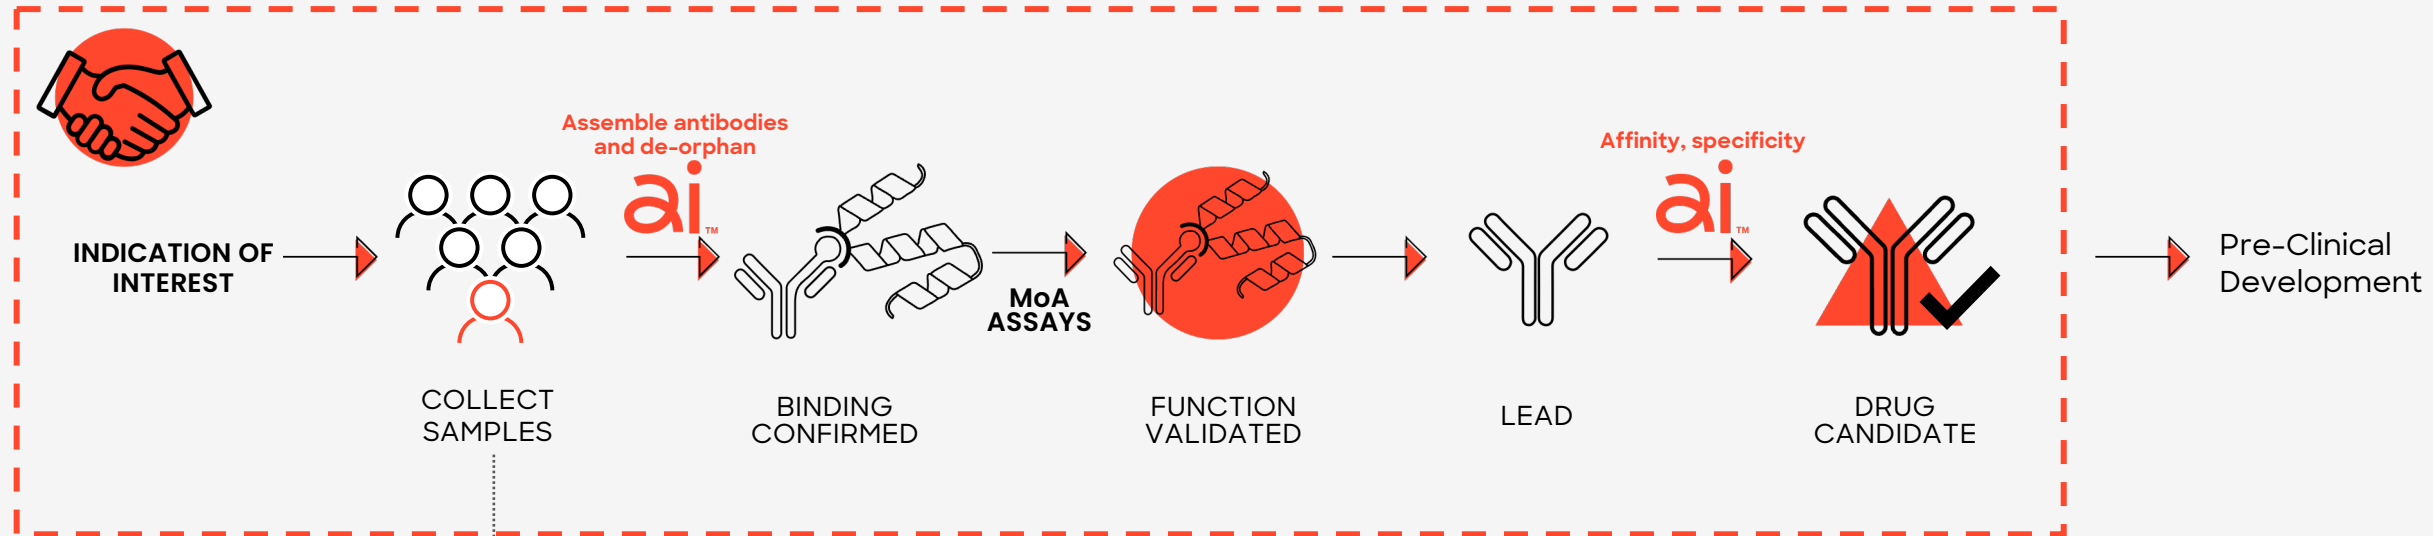 Assemble antibodies
and de-orphan
ai™
Affinity, specificity
ai™
INDICATION OF
INTEREST
MoA
ASSAYS
Pre-Clinical
Development
COLLECT
SAMPLES
BINDING
CONFIRMED
FUNCTION
VALIDATED
LEAD
DRUG
CANDIDATE